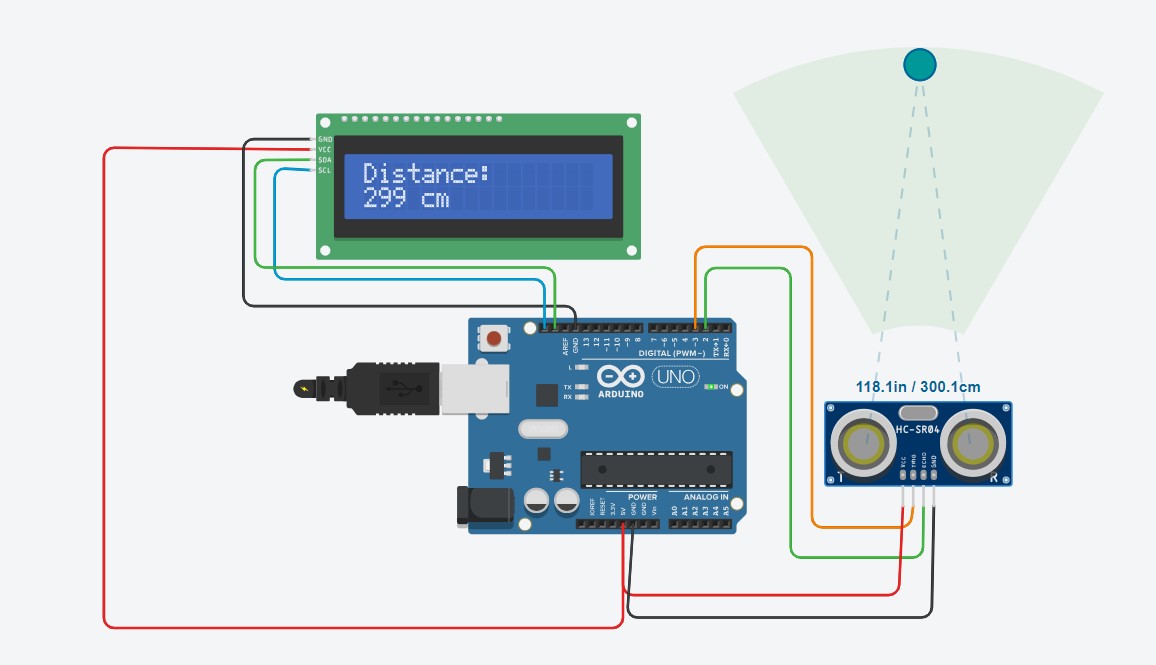 GND
VCC
SDA
SCL
Distance:
299 cm
118.1in / 300.1cm
HC-SR04
VCC
TRIG
ECHO
GND
T
R
AREF
GND
13
12
~11
~10
~9
8
7
~6
~5
4
~3
2
TX→1
RX←0
DIGITAL (PWM~)
L
TX
RX
UNO
ARDUINO
ON
POWER
ANALOG IN
IOREF
RESET
3.3V
5V
GND
GND
Vin
A0
A1
A2
A3
A4
A5